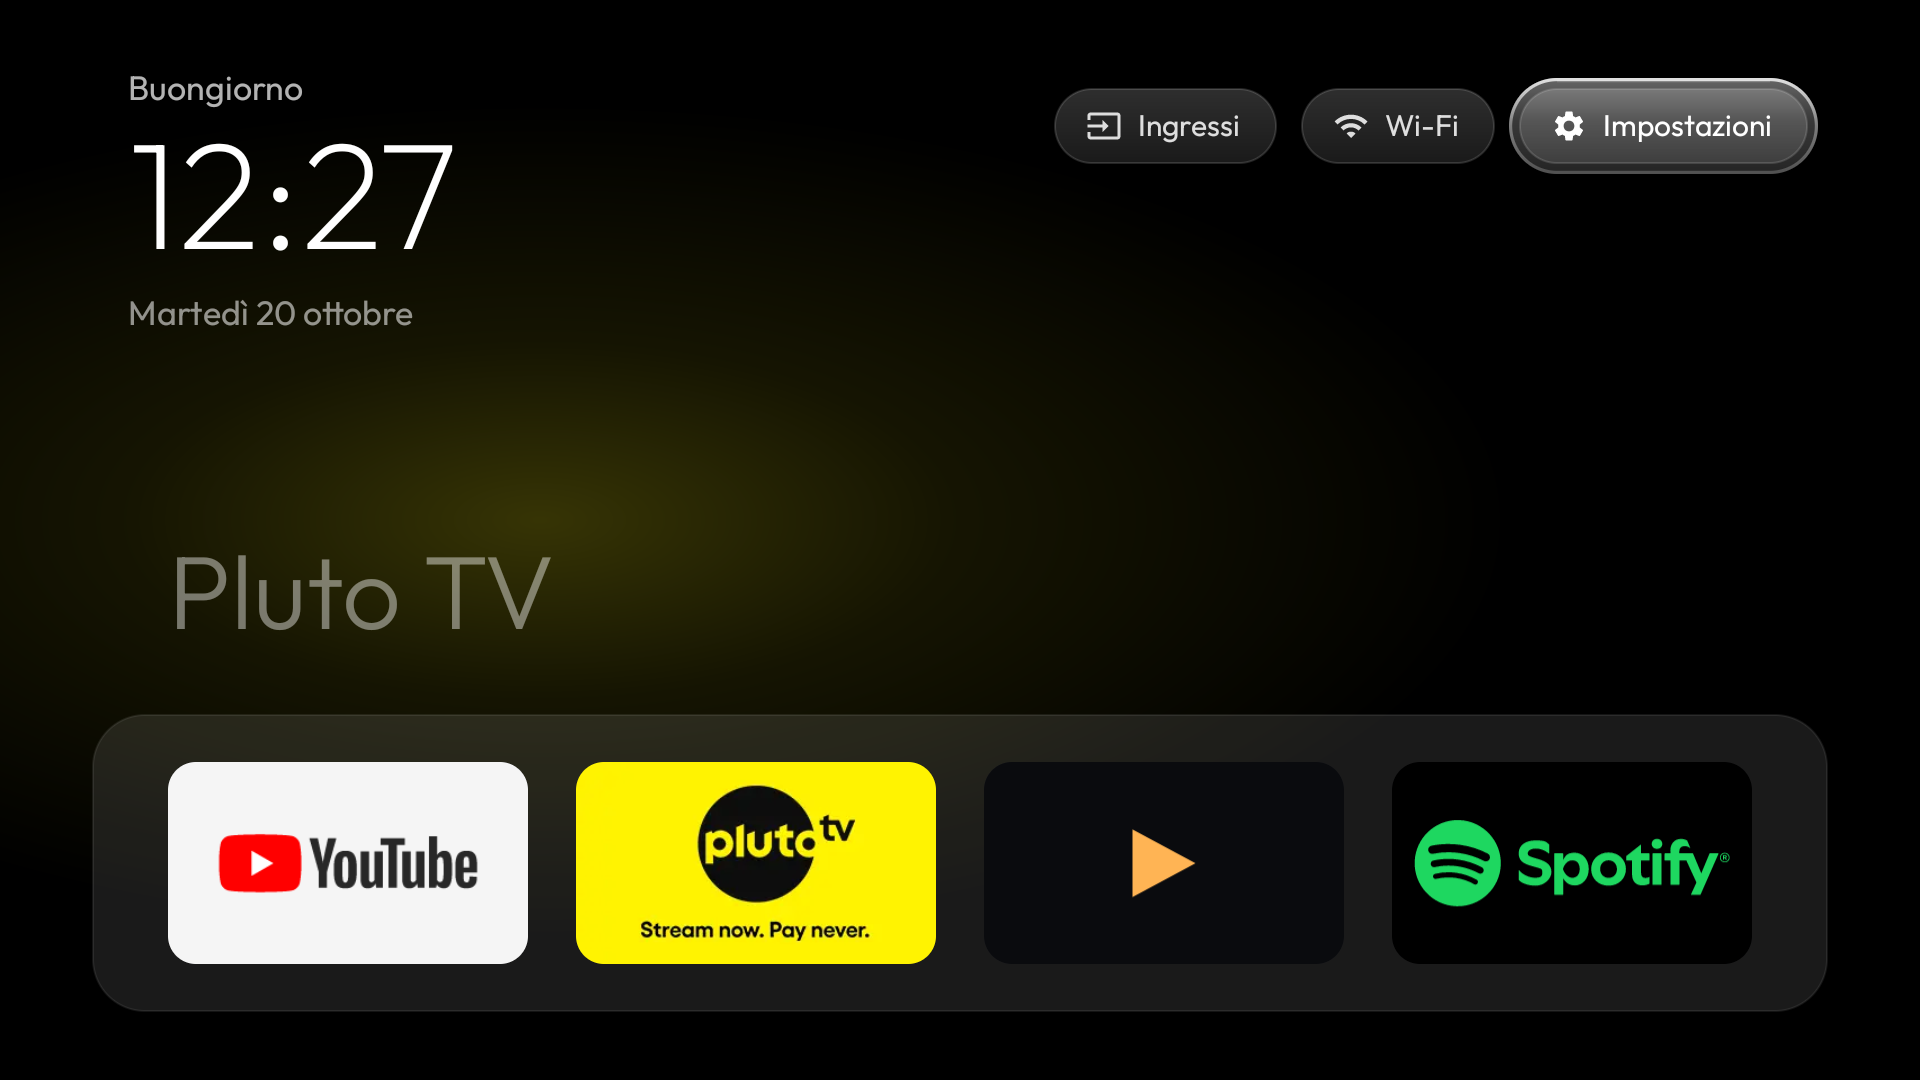 Buongiorno
12:27
Martedì 20 ottobre
Ingressi
Wi-Fi
Impostazioni
Pluto TV
YouTube
pluto tv
Stream now. Pay never.
Spotify®